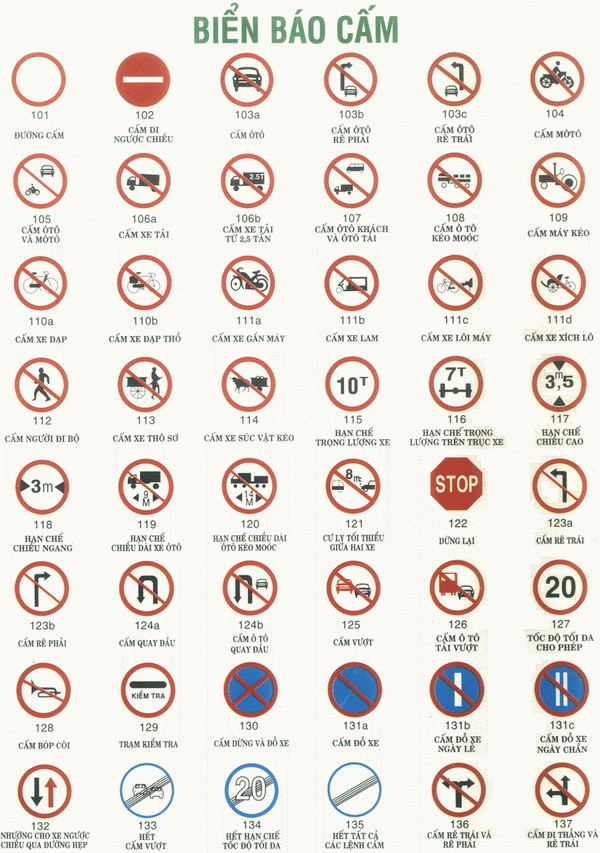 BIỂN BÁO CẤM
101
ĐƯỜNG CẤM
102
CẤM ĐI
NGƯỢC CHIỀU
103a
CẤM ÔTÔ
103b
CẤM ÔTÔ
RẼ PHẢI
103c
CẤM ÔTÔ
RẼ TRÁI
104
CẤM MÔTÔ
105
CẤM ÔTÔ
VÀ MÔTÔ
106a
CẤM XE TẢI
2.5T
106b
CẤM XE TẢI
TỪ 2,5 TẤN
107
CẤM ÔTÔ KHÁCH
VÀ ÔTÔ TẢI
108
CẤM Ô TÔ
KÉO MOÓC
109
CẤM MÁY KÉO
110a
CẤM XE ĐẠP
110b
CẤM XE ĐẠP THỒ
111a
CẤM XE GẮN MÁY
111b
CẤM XE LAM
111c
CẤM XE LÔI MÁY
111d
CẤM XE XÍCH LÔ
112
CẤM NGƯỜI ĐI BỘ
113
CẤM XE THÔ SƠ
114
CẤM XE SÚC VẬT KÉO
10T
115
HẠN CHẾ
TRỌNG LƯỢNG XE
7T
116
HẠN CHẾ TRỌNG
LƯỢNG TRÊN TRỤC XE
3,5m
117
HẠN CHẾ
CHIỀU CAO
3m
118
HẠN CHẾ
CHIỀU NGANG
9
M
119
HẠN CHẾ
CHIỀU DÀI XE ÔTÔ
14
M
120
HẠN CHẾ CHIỀU DÀI
ÔTÔ KÉO MOÓC
8m
121
CỰ LY TỐI THIỂU
GIỮA HAI XE
STOP
122
DỪNG LẠI
123a
CẤM RẼ TRÁI
123b
CẤM RẼ PHẢI
124a
CẤM QUAY ĐẦU
124b
CẤM Ô TÔ
QUAY ĐẦU
125
CẤM VƯỢT
126
CẤM Ô TÔ
TẢI VƯỢT
20
127
TỐC ĐỘ TỐI ĐA
CHO PHÉP
128
CẤM BÓP CÒI
KIỂM TRA
129
TRẠM KIỂM TRA
130
CẤM DỪNG VÀ ĐỖ XE
131a
CẤM ĐỖ XE
131b
CẤM ĐỖ XE
NGÀY LẺ
131c
CẤM ĐỖ XE
NGÀY CHẴN
132
NHƯỜNG CHO XE NGƯỢC
CHIỀU QUA ĐƯỜNG HẸP
133
HẾT
CẤM VƯỢT
20
134
HẾT HẠN CHẾ
TỐC ĐỘ TỐI ĐA
135
HẾT TẤT CẢ
CÁC LỆNH CẤM
136
CẤM RẼ TRÁI VÀ
RẼ PHẢI
137
CẤM ĐI THẲNG VÀ
RẼ TRÁI